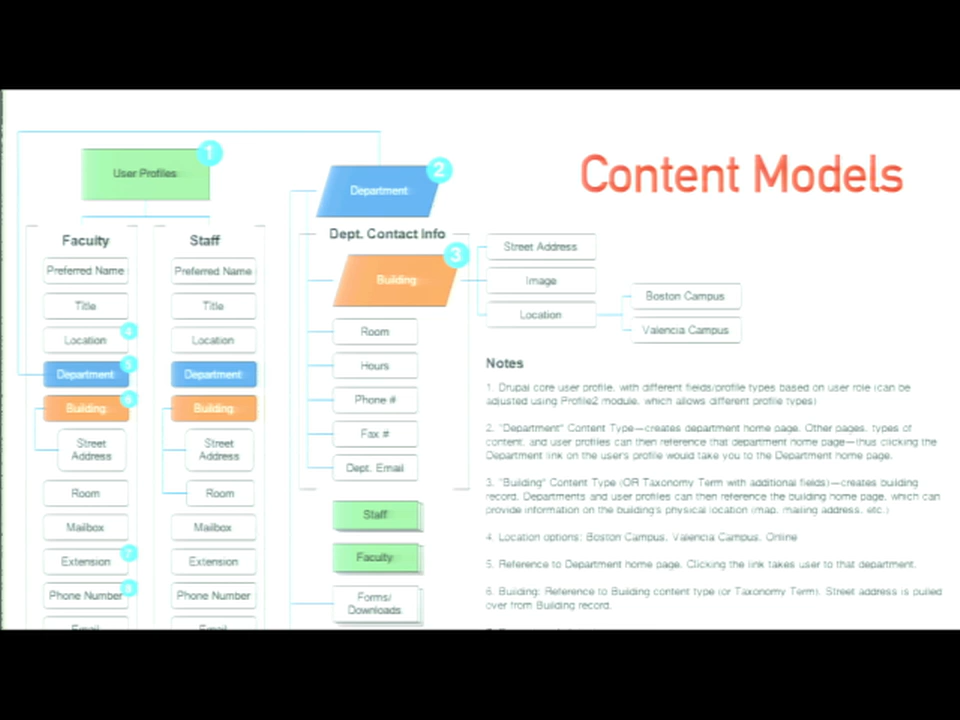 Content Models
1
User Profiles
2
Department
Faculty
Preferred Name
Title
Location
4
Department
5
Building
6
Street
Address
Room
Mailbox
Extension
7
Phone Number
8
Email
Staff
Preferred Name
Title
Location
Department
Building
Street
Address
Room
Mailbox
Extension
Phone Number
Email
Dept. Contact Info
3
Building
Room
Hours
Phone #
Fax #
Dept. Email
Staff
Faculty
Forms/
Downloads
Street Address
Image
Location
Boston Campus
Valencia Campus
Notes
1. Drupal core user profile, with different fields/profile types based on user role (can be
adjusted using Profile2 module, which allows different profile types)
2. "Department" Content Type—creates department home page. Other pages, types of
content, and user profiles can then reference that department home page—thus clicking the
Department link on the user's profile would take you to the Department home page.
3. "Building" Content Type (OR Taxonomy Term with additional fields)—creates building
record. Departments and user profiles can then reference the building home page, which can
provide information on the building's physical location (map, mailing address, etc.)
4. Location options: Boston Campus, Valencia Campus, Online
5. Reference to Department home page. Clicking the link takes user to that department.
6. Building: Reference to Building content type (or Taxonomy Term). Street address is pulled
over from Building record.